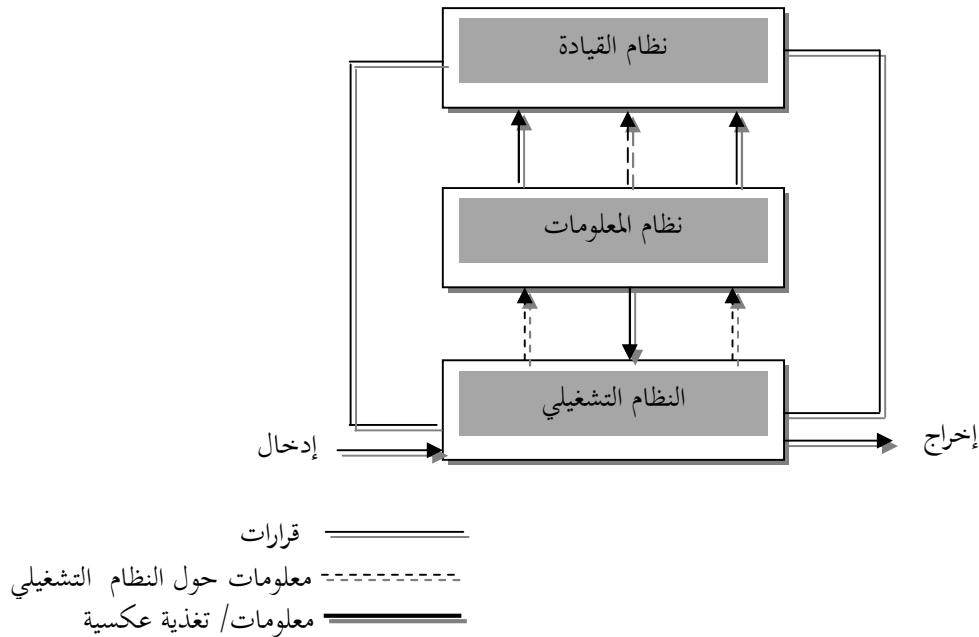 نظام القيادة
نظام المعلومات
النظام التشغيلي
إدخال
إخراج
قرارات
معلومات حول النظام التشغيلي
معلومات/ تغذية عكسية